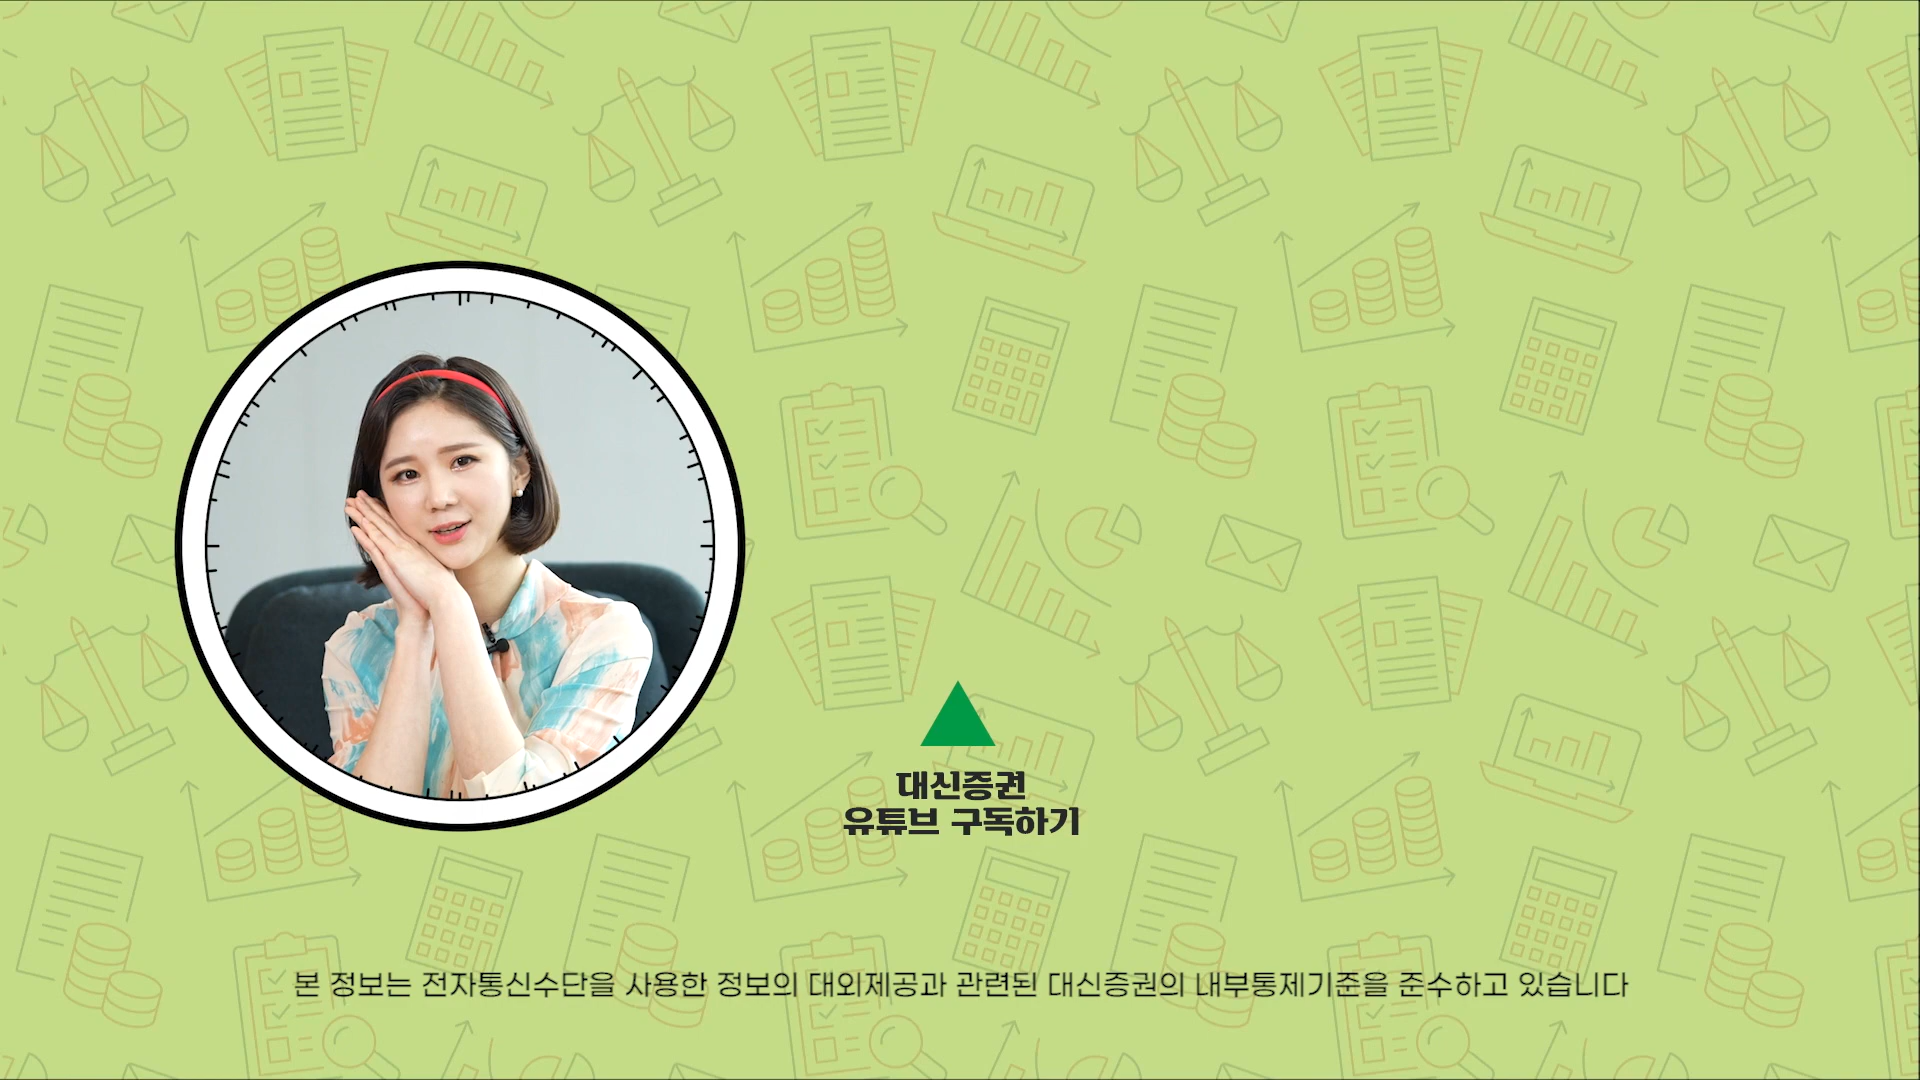 대신증권
유튜브 구독하기
본 정보는 전자통신수단을 사용한 정보의 대외제공과 관련된 대신증권의 내부통제기준을 준수하고 있습니다